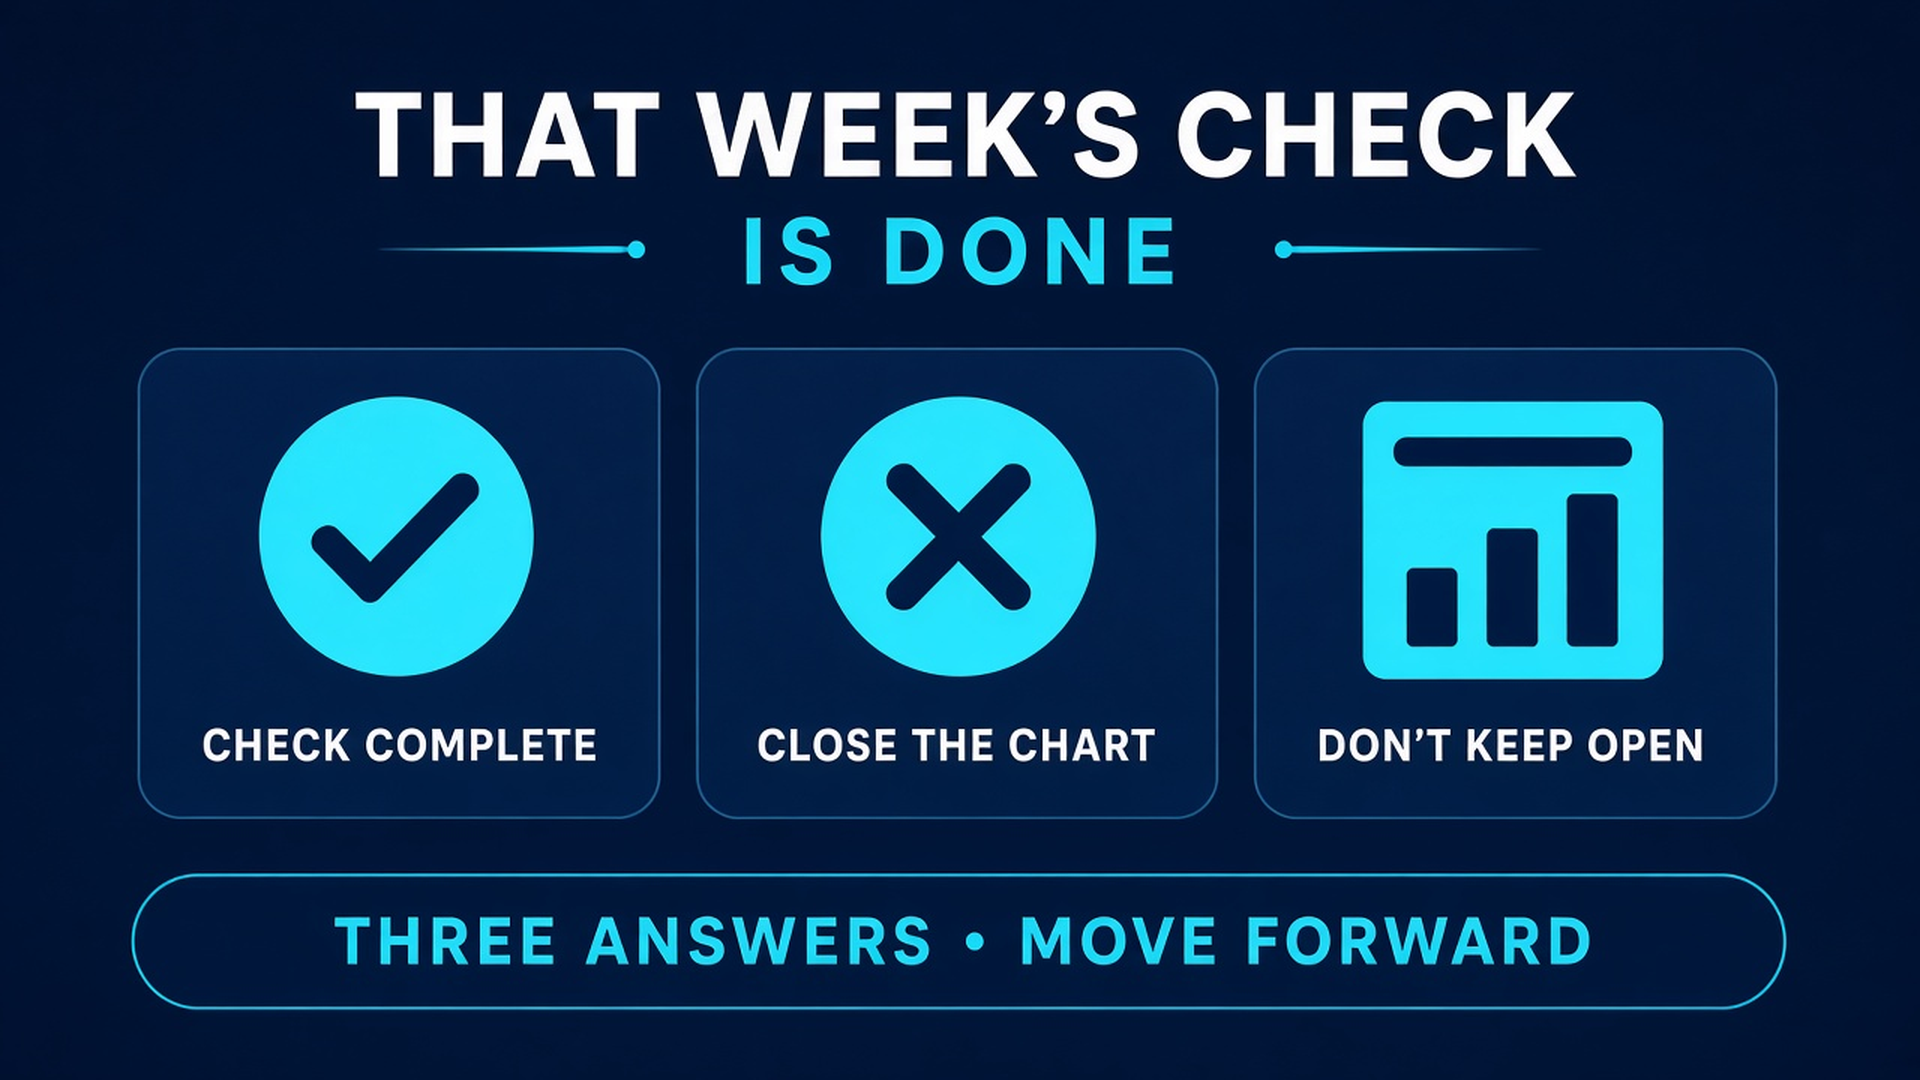 THAT WEEK’S CHECK
IS DONE
CHECK COMPLETE
CLOSE THE CHART
DON’T KEEP OPEN
THREE ANSWERS • MOVE FORWARD